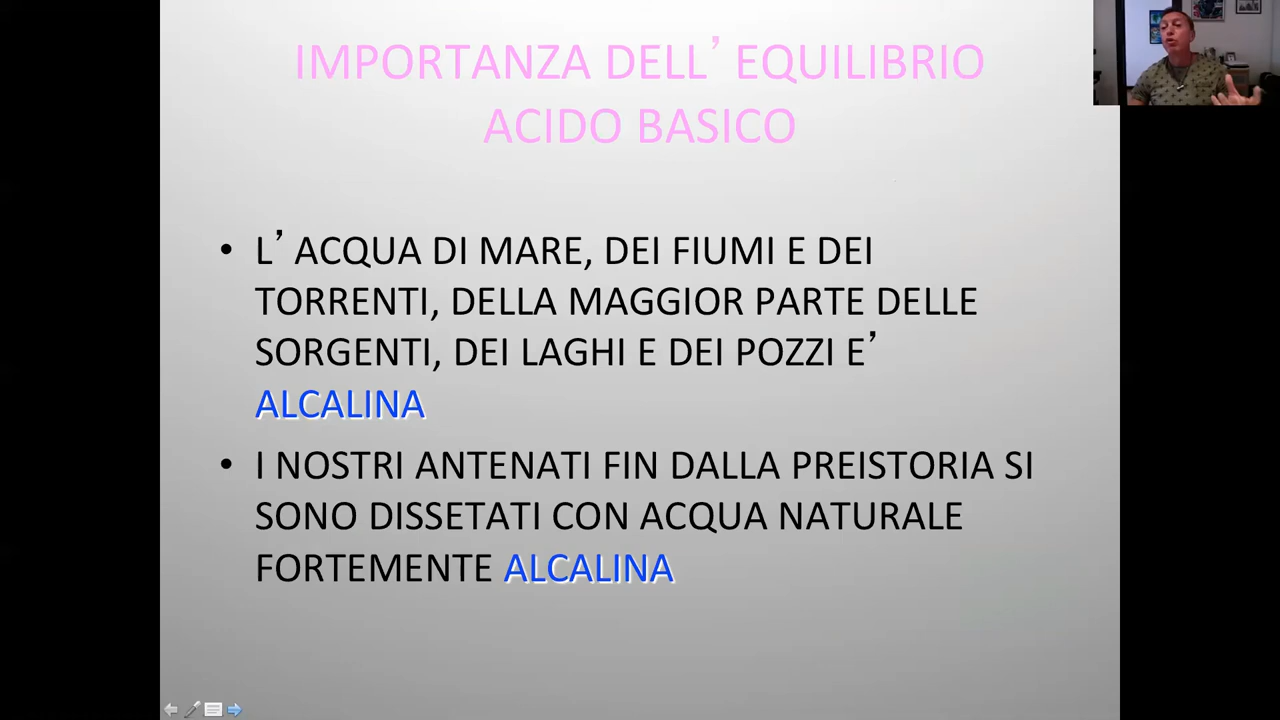 IMPORTANZA DELL’EQUILIBRIO
ACIDO BASICO
• L’ACQUA DI MARE, DEI FIUMI E DEI
TORRENTI, DELLA MAGGIOR PARTE DELLE
SORGENTI, DEI LAGHI E DEI POZZI E’
ALCALINA
• I NOSTRI ANTENATI FIN DALLA PREISTORIA SI
SONO DISSETATI CON ACQUA NATURALE
FORTEMENTE ALCALINA